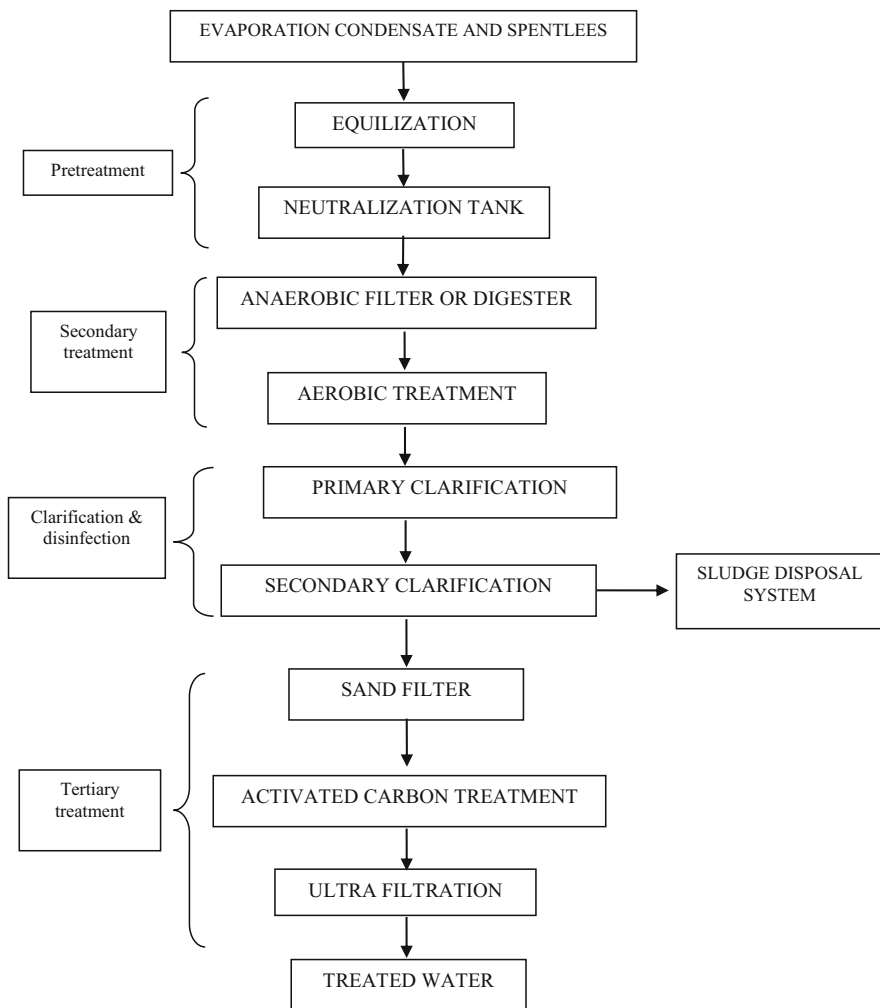 EVAPORATION CONDENSATE AND SPENTLEES
EQUILIZATION
Pretreatment
NEUTRALIZATION TANK
ANAEROBIC FILTER OR DIGESTER
Secondary
treatment
AEROBIC TREATMENT
PRIMARY CLARIFICATION
Clarification &
disinfection
SECONDARY CLARIFICATION
SLUDGE DISPOSAL
SYSTEM
SAND FILTER
Tertiary
treatment
ACTIVATED CARBON TREATMENT
ULTRA FILTRATION
TREATED WATER